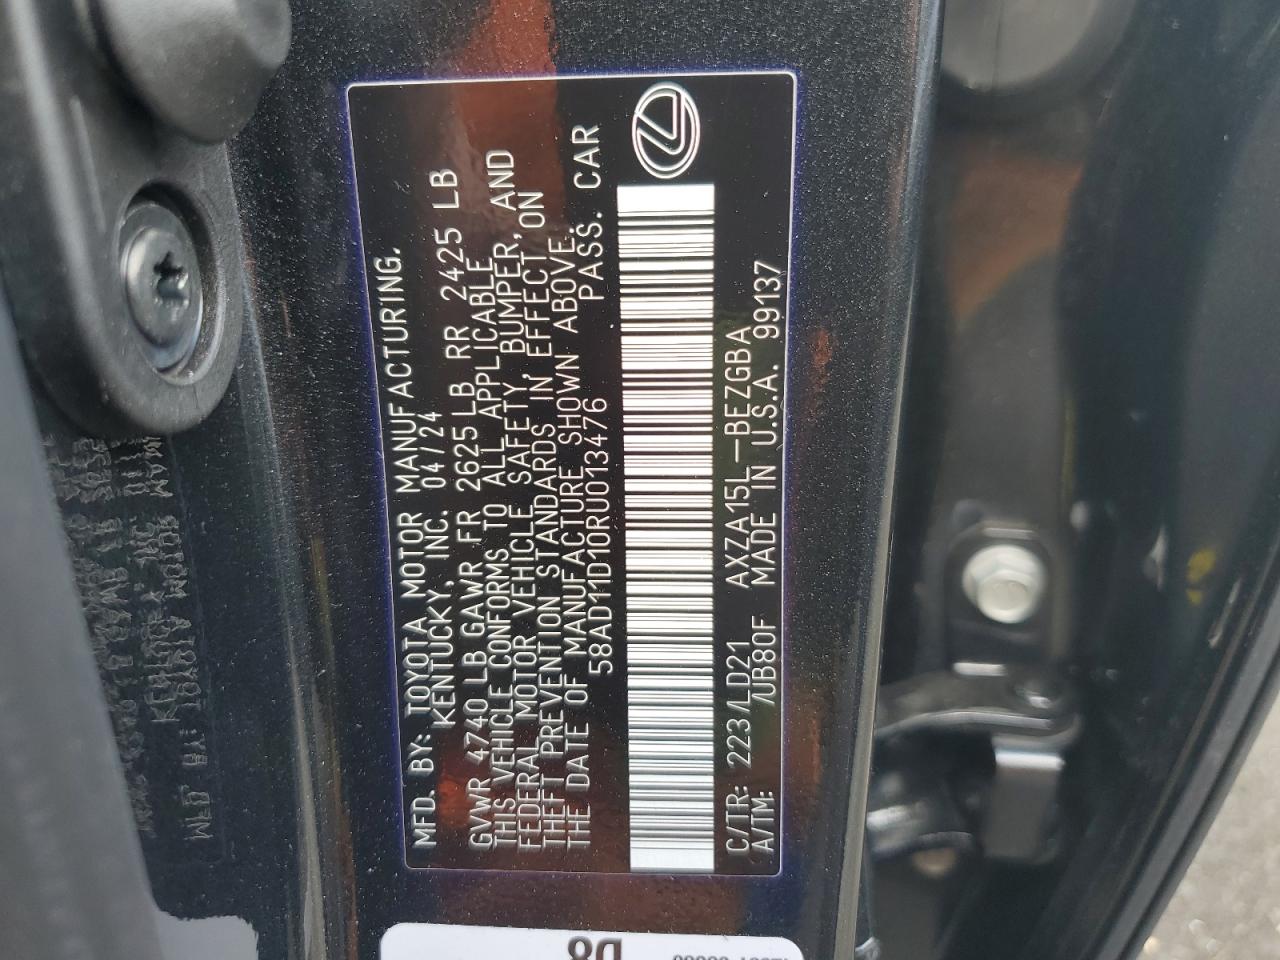 MFD. BY: TOYOTA MOTOR MANUFACTURING,
KENTUCKY, INC. 04/24
GVWR 4740 LB GAWR FR 2625 LB RR 2425 LB
THIS VEHICLE CONFORMS TO ALL APPLICABLE
FEDERAL MOTOR VEHICLE SAFETY, BUMPER, AND
THEFT PREVENTION STANDARDS IN EFFECT ON
THE DATE OF MANUFACTURE SHOWN ABOVE.
58AD11D10RU013476 PASS. CAR
C/TR: 223/LD21 AXZA15L-BEZGBA
A/TM: /UB80F MADE IN U.S.A. 99137